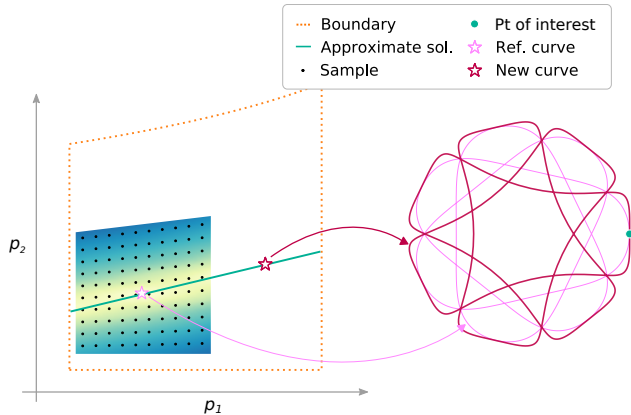 Boundary
Approximate sol.
Sample
Pt of interest
Ref. curve
New curve
p2
p1